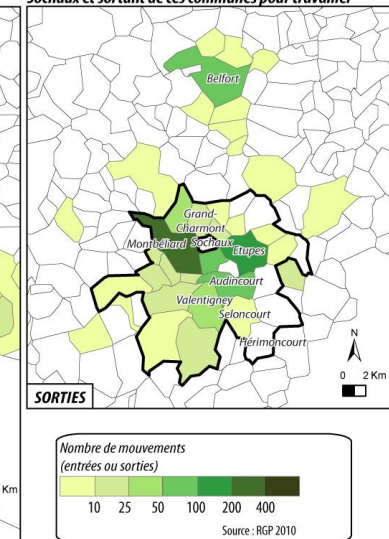 Sochaux et sortant de ces communes pour travailler
Belfort
Grand-
Charmont
Montbéliard
Sochaux
Etupes
Audincourt
Valentigney
Seloncourt
Hérimoncourt
N
0 2 Km
SORTIES
Km
Nombre de mouvements
(entrées ou sorties)
10 25 50 100 200 400
Source : RGP 2010